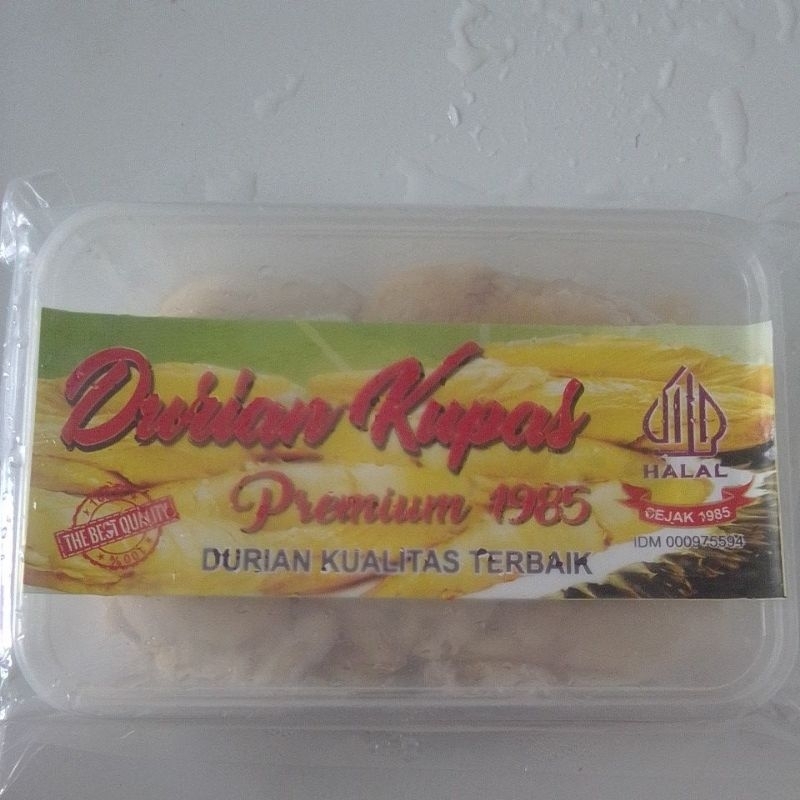 Durian Kupas
Premium 1985
DURIAN KUALITAS TERBAIK
THE BEST QUALITY
HALAL
SEJAK 1985
IDM 000975594